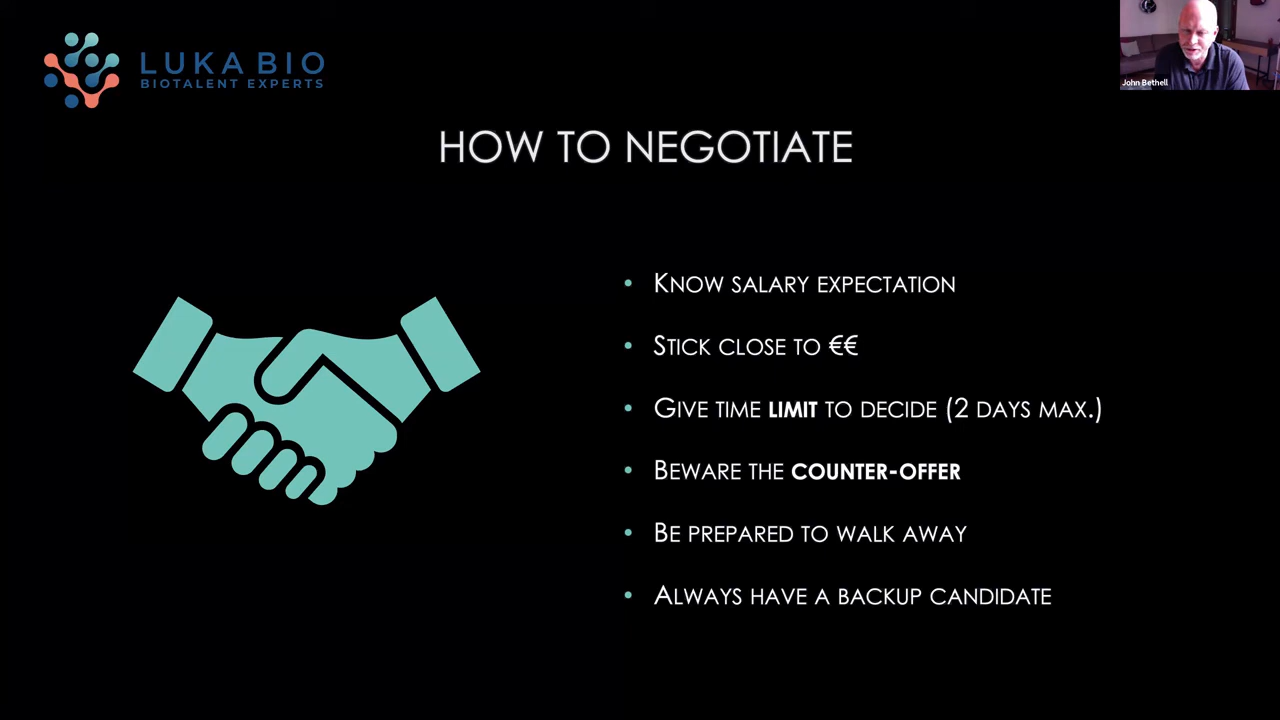 LUKA BIO
BIOTALENT EXPERTS
John Bethell
HOW TO NEGOTIATE
• KNOW SALARY EXPECTATION
• STICK CLOSE TO €€
• GIVE TIME LIMIT TO DECIDE (2 DAYS MAX.)
• BEWARE THE COUNTER-OFFER
• BE PREPARED TO WALK AWAY
• ALWAYS HAVE A BACKUP CANDIDATE